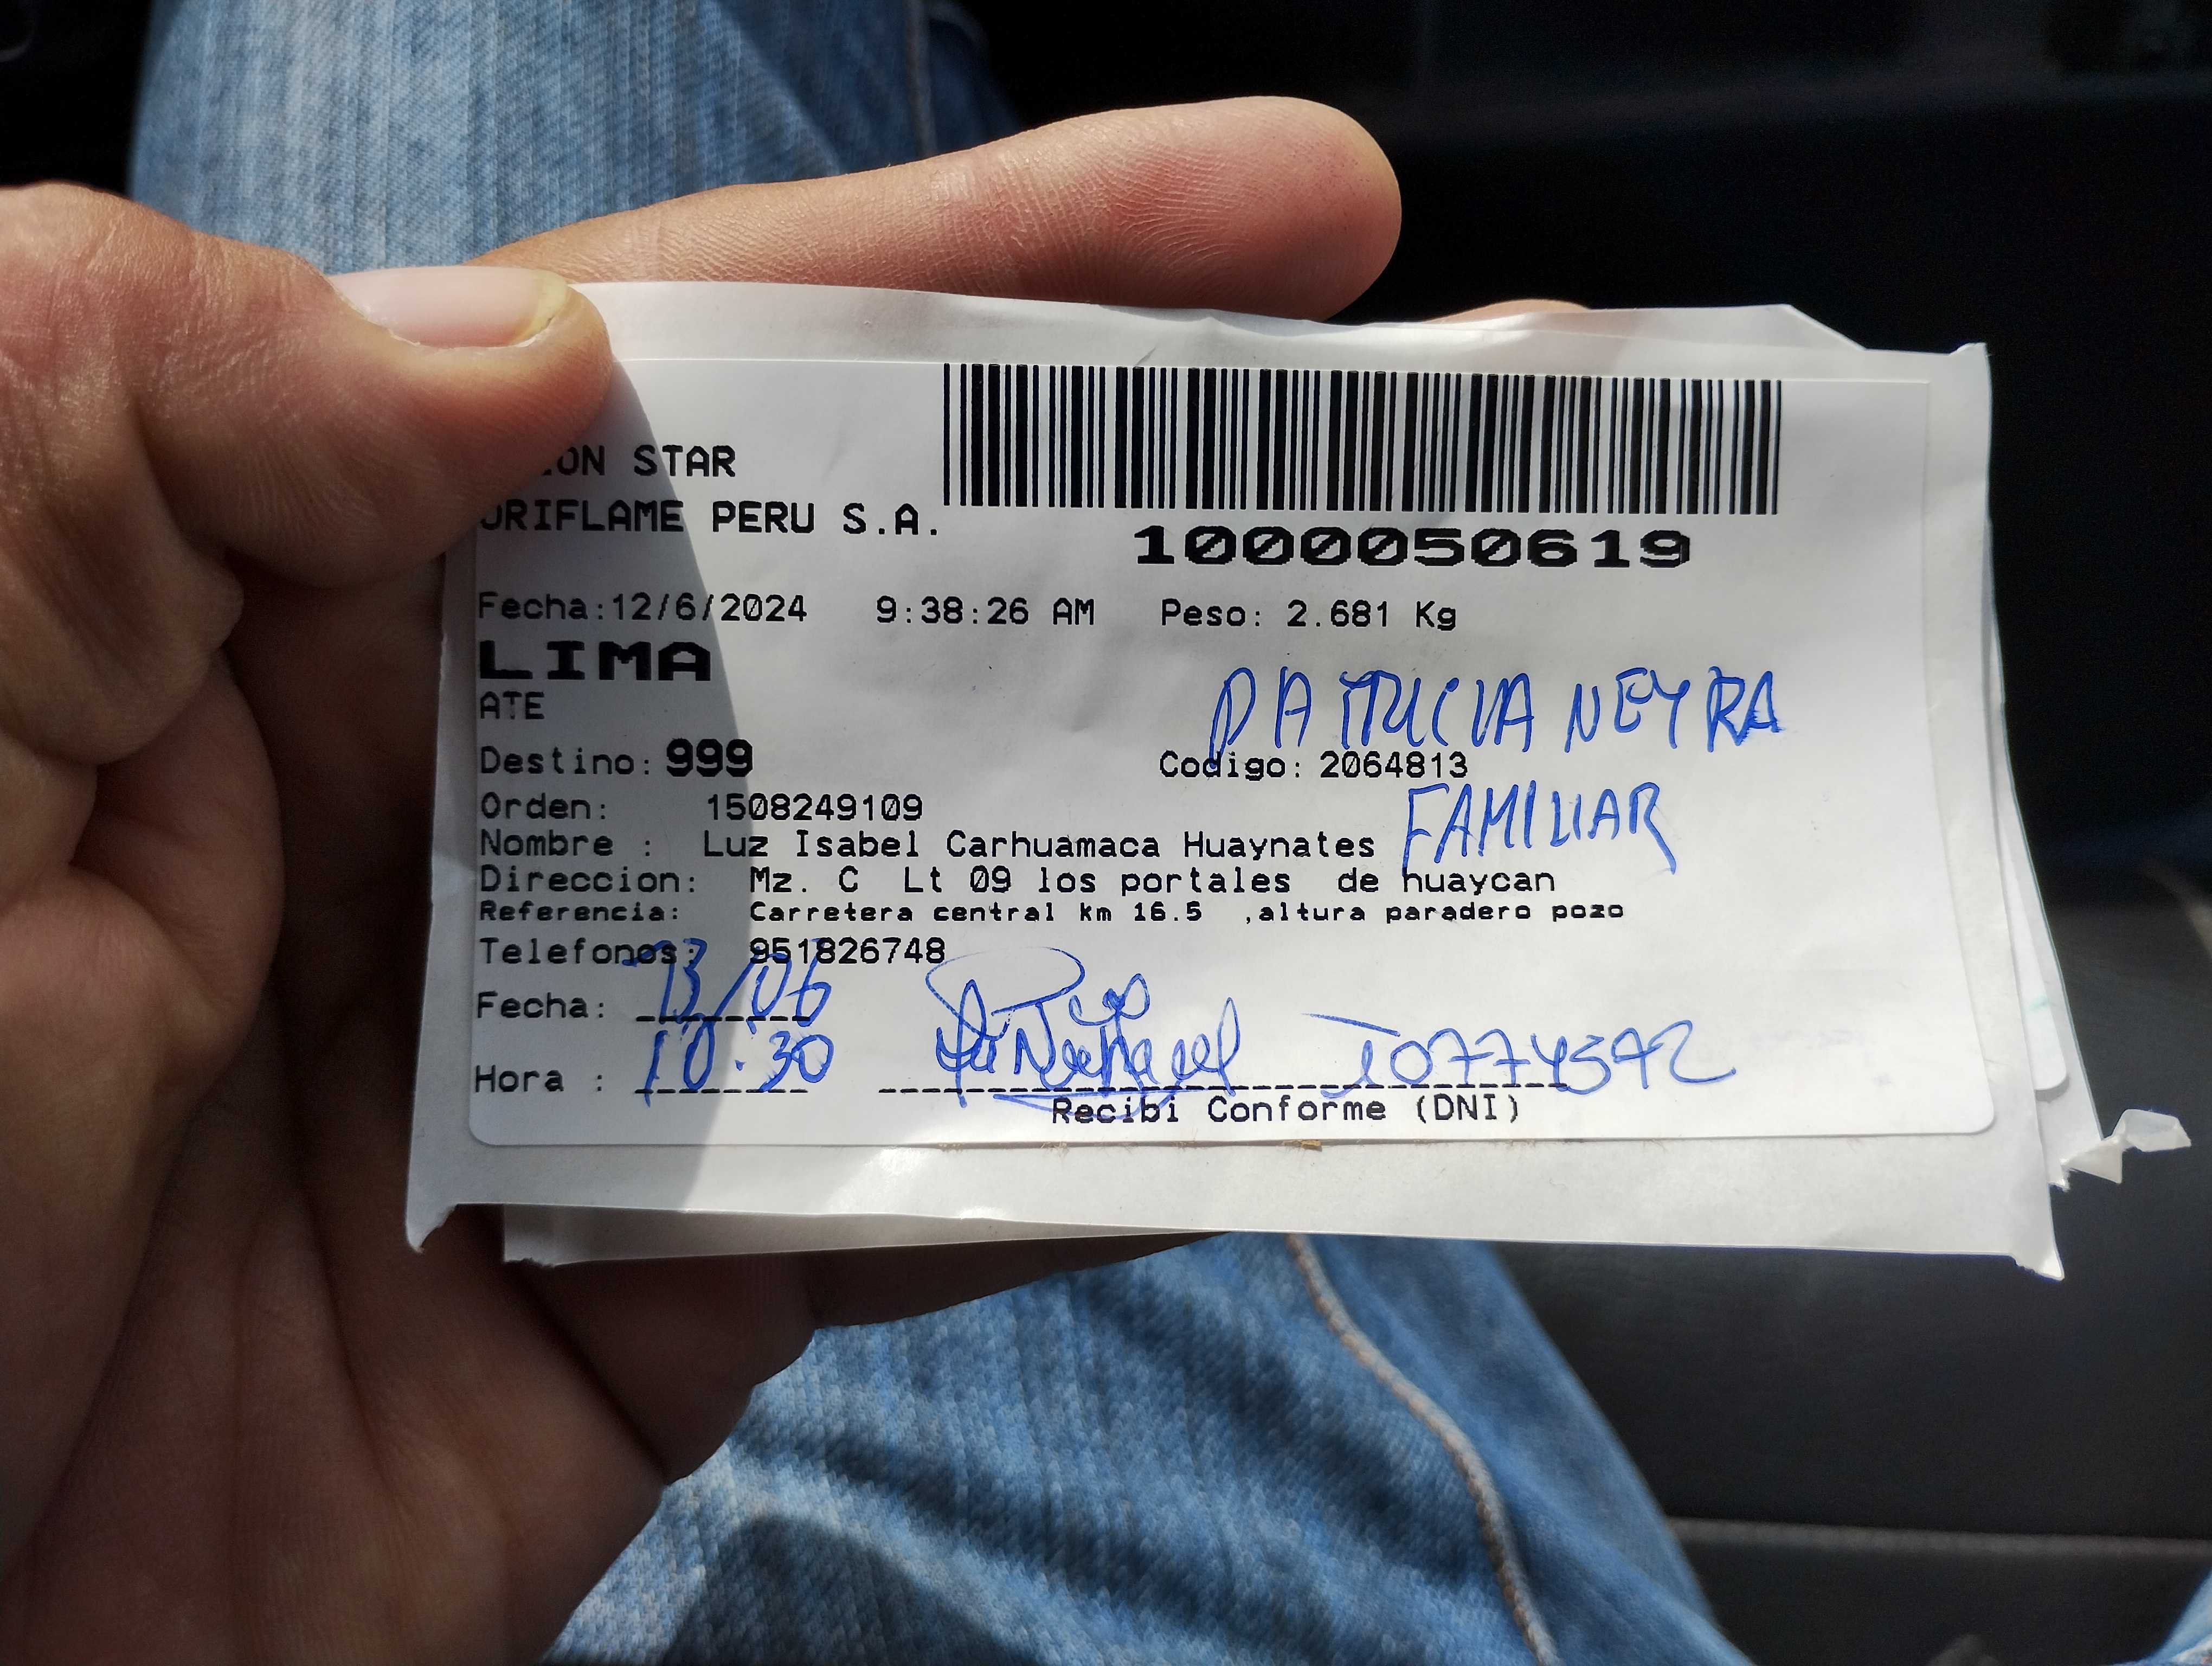 ON STAR
ORIFLAME PERU S.A.
1000050619
Fecha:12/6/2024 9:38:26 AM Peso: 2.681 Kg
LIMA
PATRICIA NEYRA
ATE
Destino: 999 Codigo: 2064813
Orden: 1508249109
FAMILIAR
Nombre : Luz Isabel Carhuamaca Huaynates
Direccion: Mz. C Lt 09 los portales de huaycan
Referencia: Carretera central km 16.5 ,altura paradero pozo
Telefonos: 951826748
Fecha: 13/06
Hora : 10:30 10774592
Recibi Conforme (DNI)